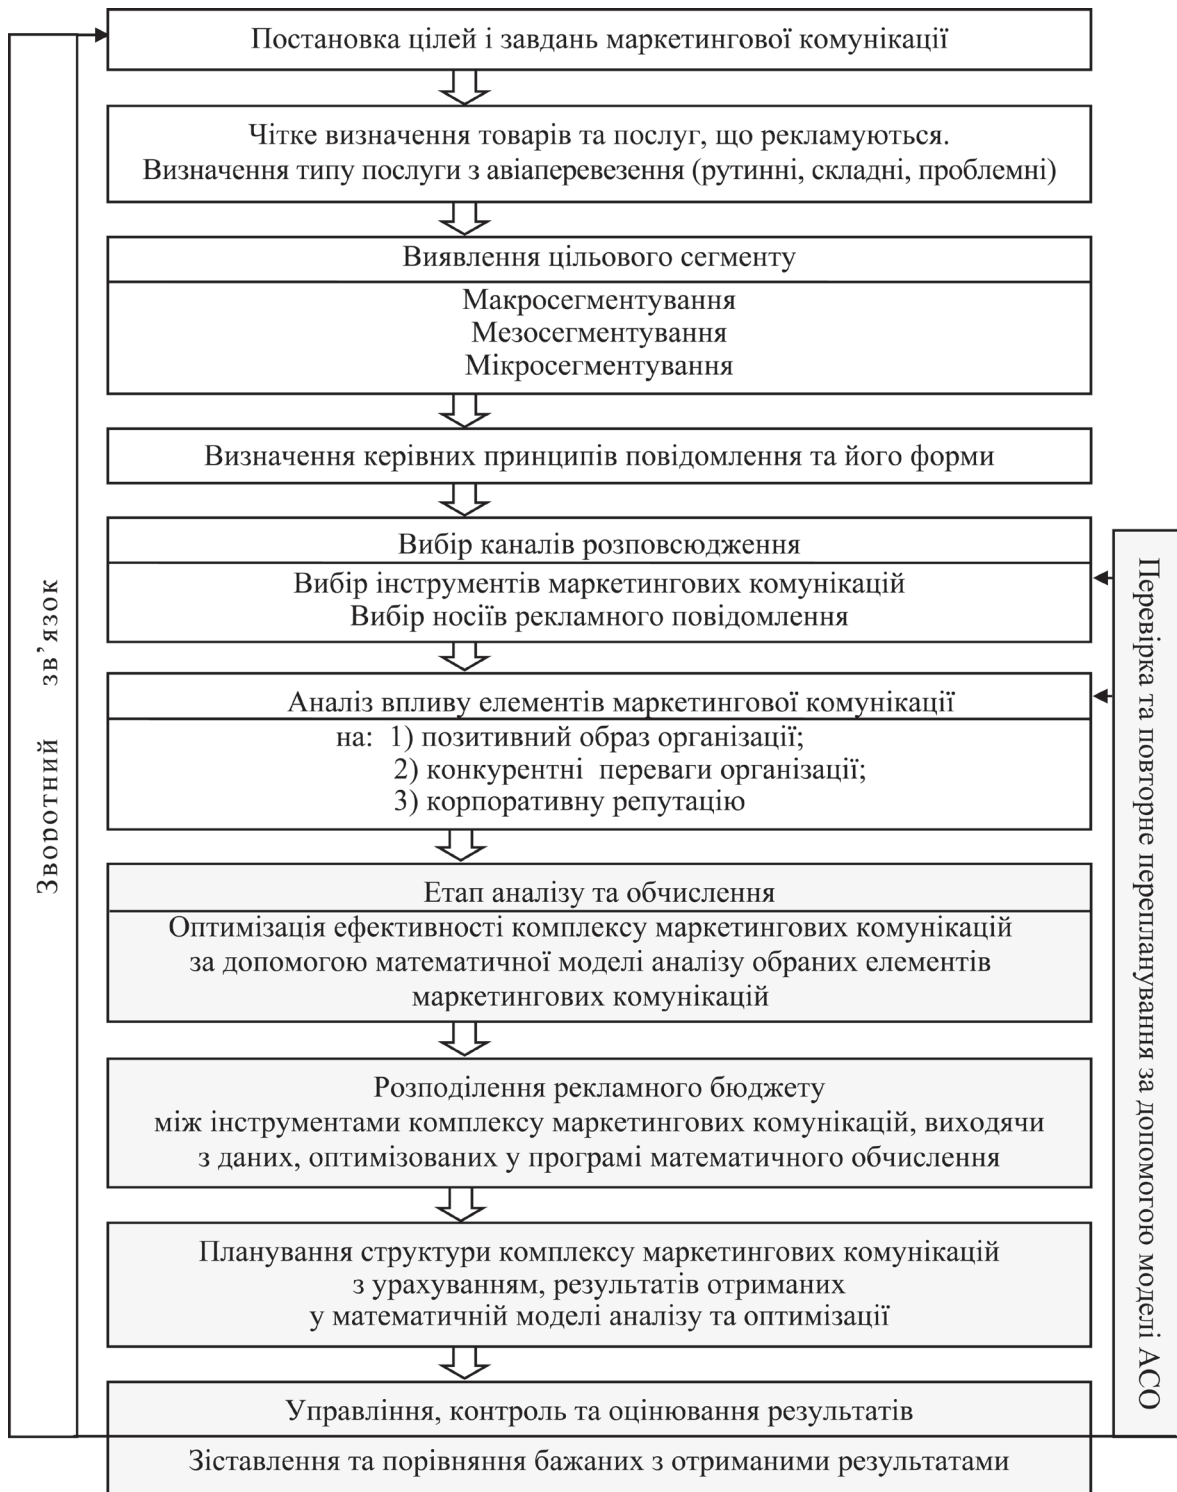 Постановка цілей і завдань маркетингової комунікації
Чітке визначення товарів та послуг, що рекламуються.
Визначення типу послуги з авіаперевезення (рутинні, складні, проблемні)
Виявлення цільового сегменту
Макросегментування
Мезосегментування
Мікросегментування
Визначення керівних принципів повідомлення та його форми
Вибір каналів розповсюдження
Вибір інструментів маркетингових комунікацій
Вибір носіїв рекламного повідомлення
Аналіз впливу елементів маркетингової комунікації
на: 1) позитивний образ організації;
2) конкурентні переваги організації;
3) корпоративну репутацію
Етап аналізу та обчислення
Оптимізація ефективності комплексу маркетингових комунікацій
за допомогою математичної моделі аналізу обраних елементів
маркетингових комунікацій
Розподілення рекламного бюджету
між інструментами комплексу маркетингових комунікацій, виходячи
з даних, оптимізованих у програмі математичного обчислення
Планування структури комплексу маркетингових комунікацій
з урахуванням, результатів отриманих
у математичній моделі аналізу та оптимізації
Управління, контроль та оцінювання результатів
Зіставлення та порівняння бажаних з отриманими результатами
Зворотний зв’язок
Перевірка та повторне перепланування за допомогою моделі АСО